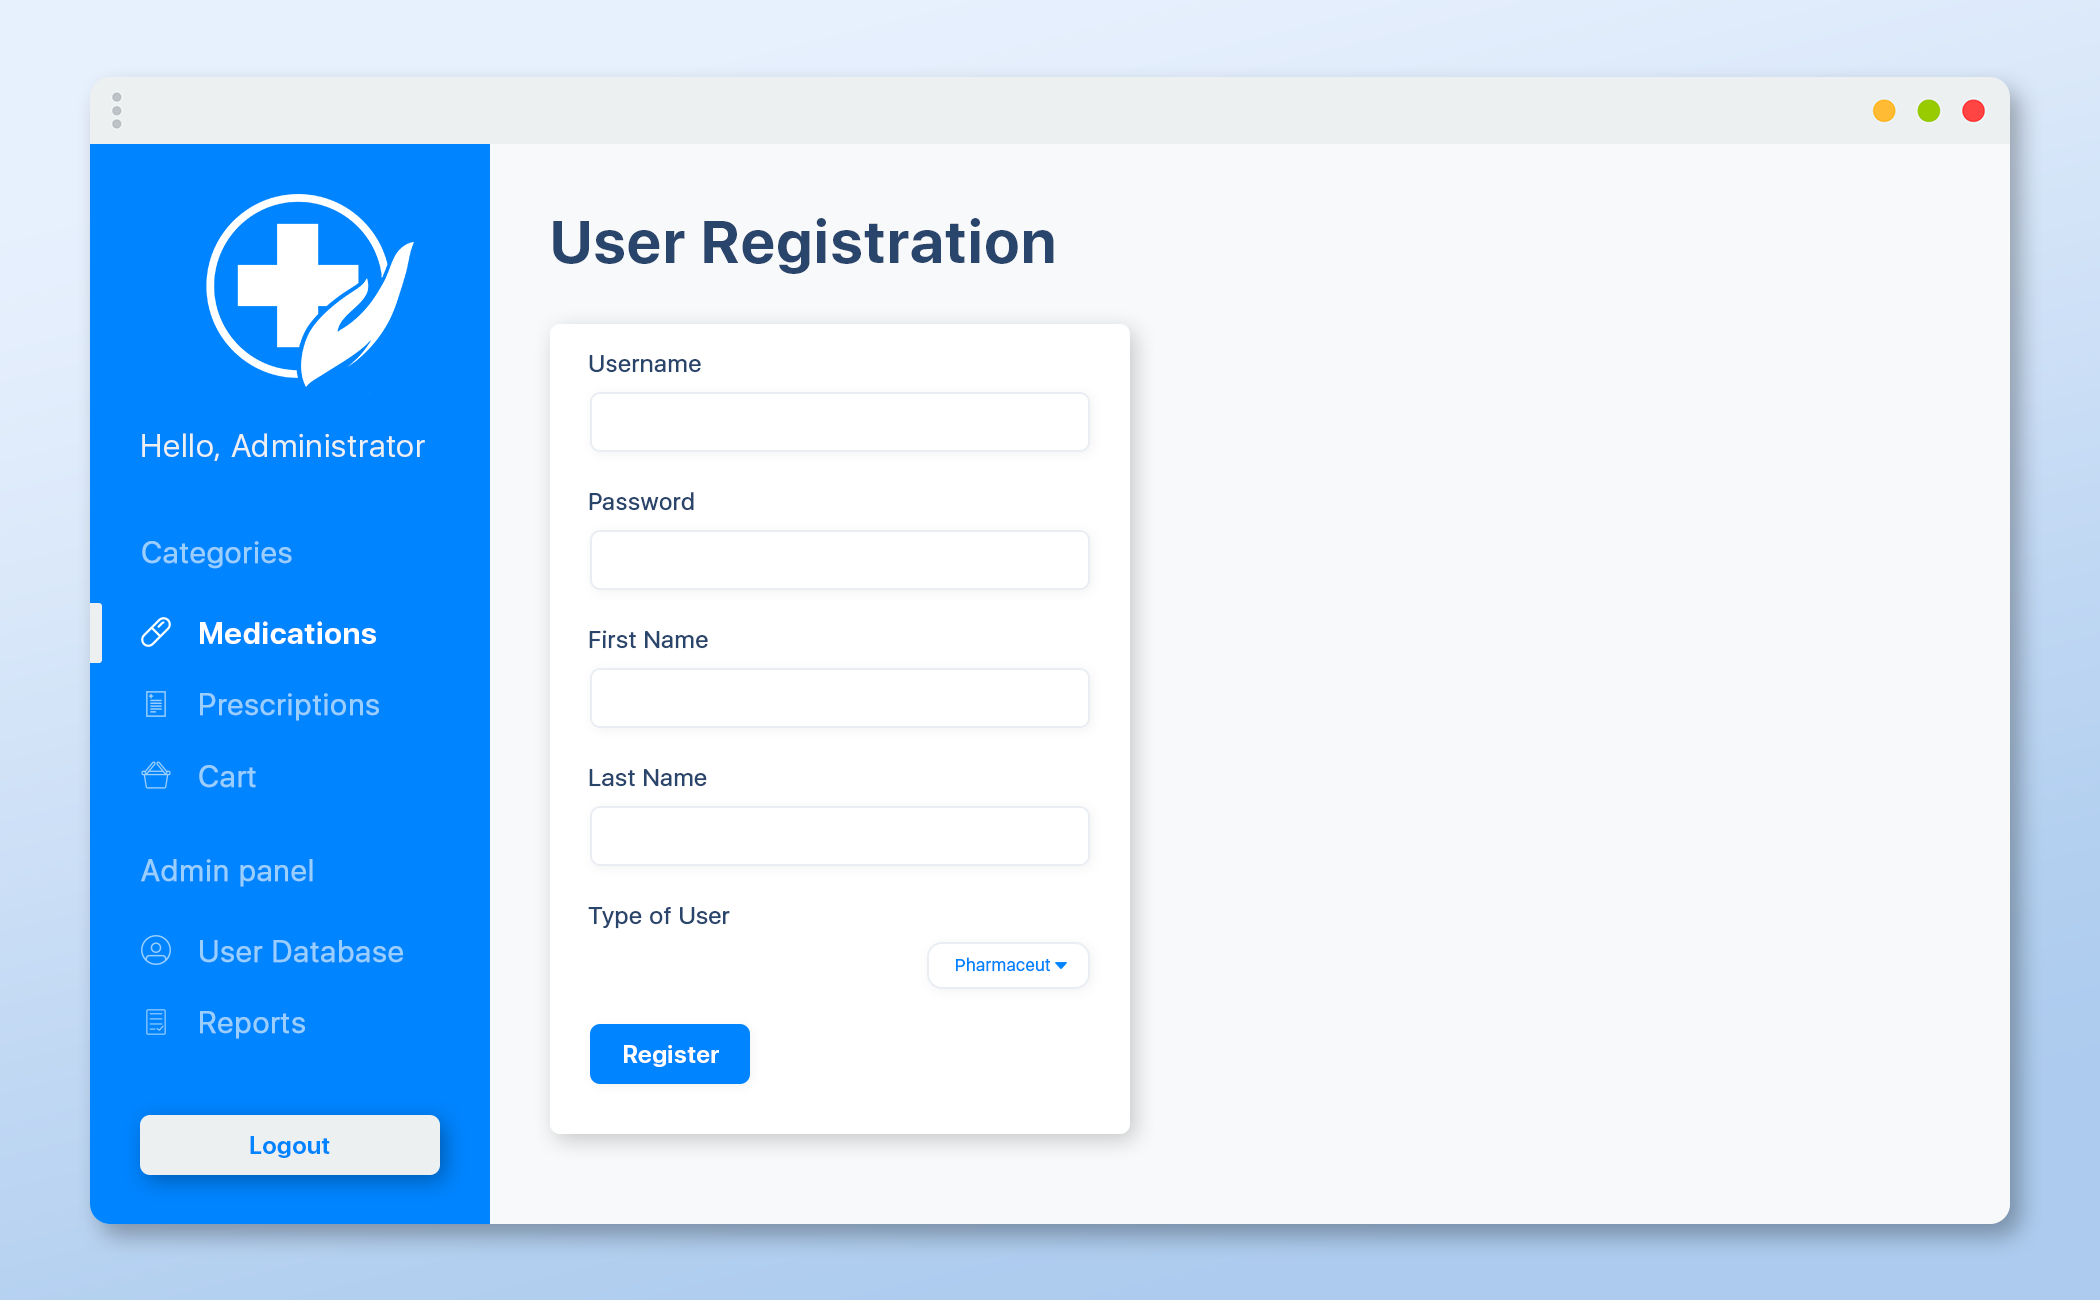 Hello, Administrator
Categories
Medications
Prescriptions
Cart
Admin panel
User Database
Reports
Logout
User Registration
Username
Password
First Name
Last Name
Type of User
Pharmaceut
Register